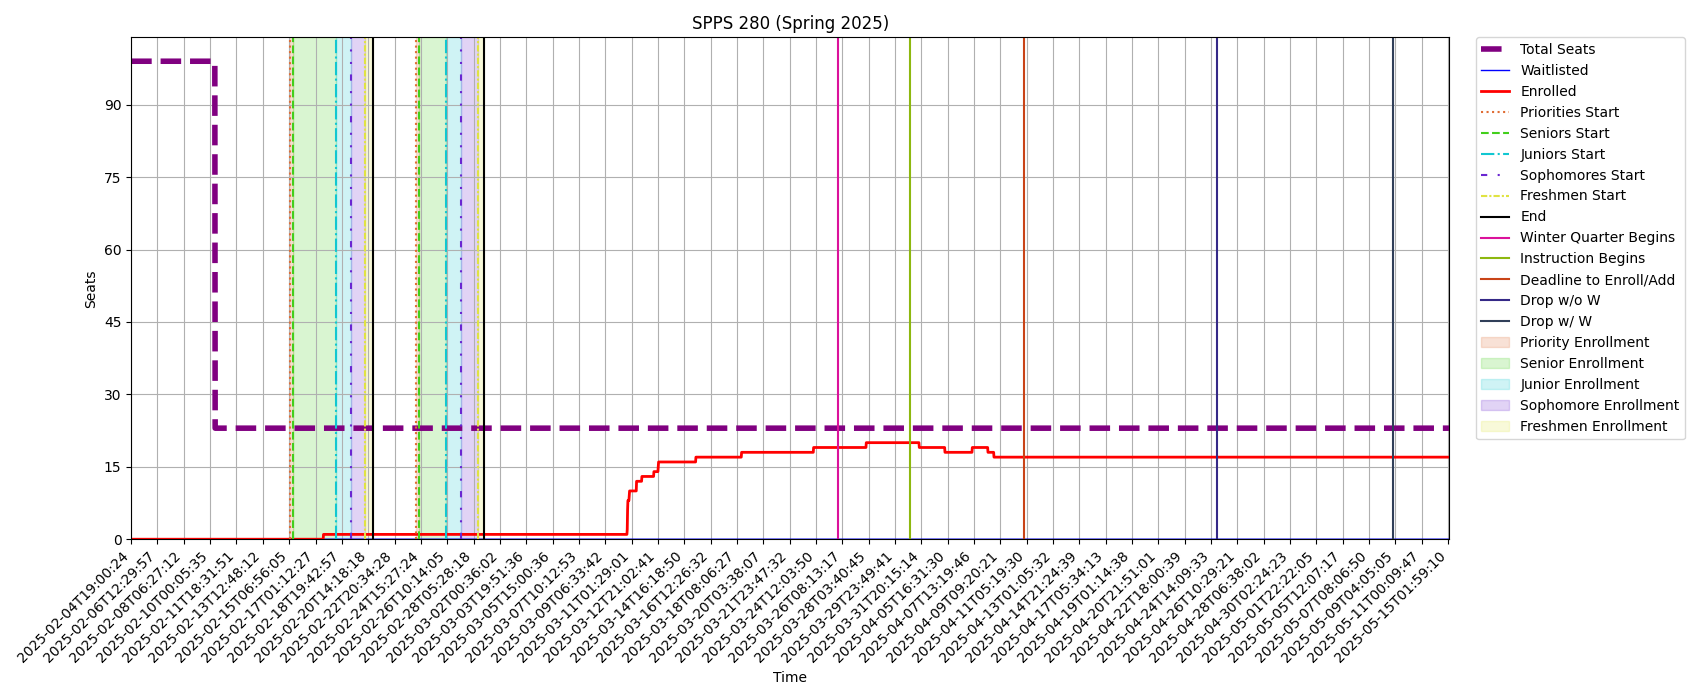 SPPS 280 (Spring 2025)
Seats
90
75
60
45
30
15
0
2025-02-04T19:00:24
2025-02-06T12:29:57
2025-02-08T06:27:12
2025-02-10T00:05:35
2025-02-11T18:31:51
2025-02-13T12:48:12
2025-02-15T06:56:05
2025-02-17T01:12:27
2025-02-18T19:42:57
2025-02-20T14:18:18
2025-02-22T20:34:28
2025-02-24T15:27:24
2025-02-26T10:14:05
2025-02-28T05:28:18
2025-03-02T00:36:02
2025-03-03T19:51:36
2025-03-05T15:00:36
2025-03-07T10:12:53
2025-03-09T06:33:42
2025-03-11T01:29:01
2025-03-12T21:02:41
2025-03-14T16:18:50
2025-03-16T12:26:32
2025-03-18T08:06:27
2025-03-20T03:38:07
2025-03-21T23:47:32
2025-03-24T12:03:50
2025-03-26T08:13:17
2025-03-28T03:40:45
2025-03-29T23:49:41
2025-03-31T20:15:14
2025-04-05T16:31:30
2025-04-07T13:19:46
2025-04-09T09:20:21
2025-04-11T05:19:30
2025-04-13T01:05:32
2025-04-14T21:24:39
2025-04-17T05:34:13
2025-04-19T01:14:38
2025-04-20T21:51:01
2025-04-22T18:00:39
2025-04-24T14:09:33
2025-04-26T10:29:21
2025-04-28T06:38:02
2025-04-30T02:24:23
2025-05-01T22:22:05
2025-05-05T12:07:17
2025-05-07T08:06:50
2025-05-09T04:05:05
2025-05-11T00:09:47
2025-05-15T01:59:10
Time
Total Seats
Waitlisted
Enrolled
Priorities Start
Seniors Start
Juniors Start
Sophomores Start
Freshmen Start
End
Winter Quarter Begins
Instruction Begins
Deadline to Enroll/Add
Drop w/o W
Drop w/ W
Priority Enrollment
Senior Enrollment
Junior Enrollment
Sophomore Enrollment
Freshmen Enrollment